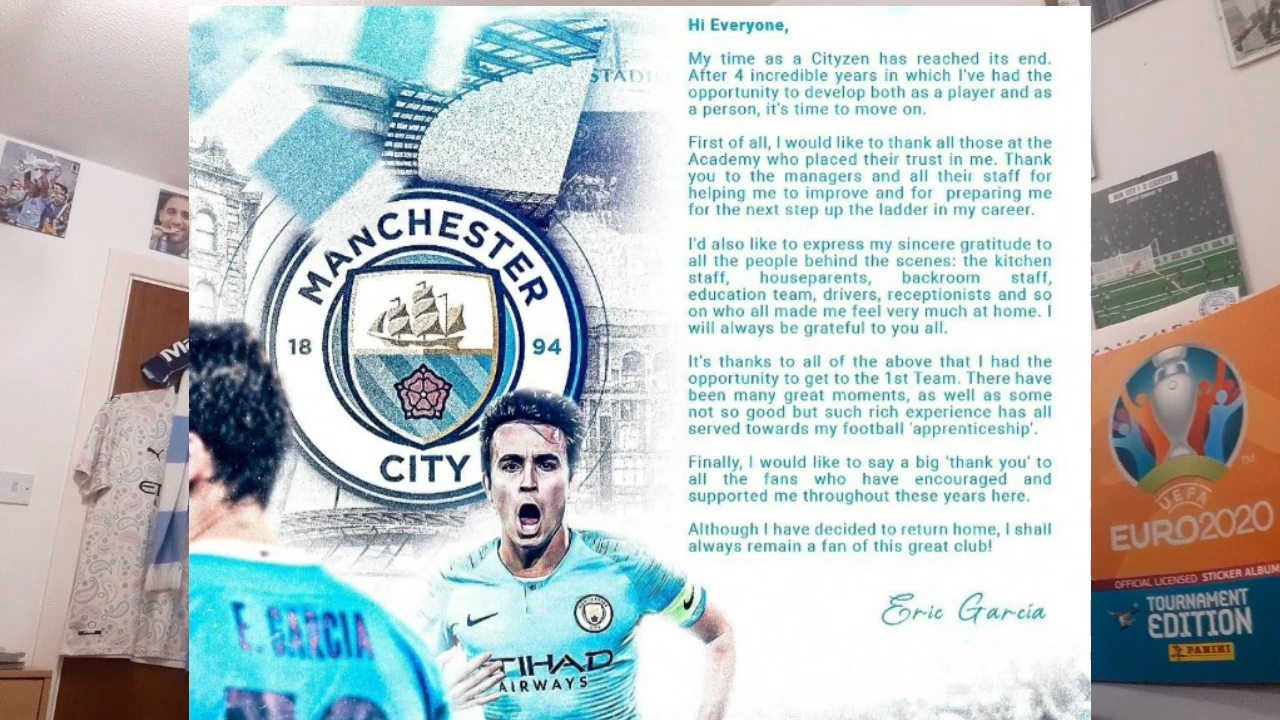 Hi Everyone,
My time as a Cityzen has reached its end.
After 4 incredible years in which I've had the
opportunity to develop both as a player and as
a person, it's time to move on.
First of all, I would like to thank all those at the
Academy who placed their trust in me. Thank
you to the managers and all their staff for
helping me to improve and for preparing me
for the next step up the ladder in my career.
I'd also like to express my sincere gratitude to
all the people behind the scenes: the kitchen
staff, houseparents, backroom staff,
education team, drivers, receptionists and so
on who all made me feel very much at home. I
will always be grateful to you all.
It's thanks to all of the above that I had the
opportunity to get to the 1st Team. There have
been many great moments, as well as some
not so good but such rich experience has all
served towards my football 'apprenticeship'.
Finally, I would like to say a big 'thank you' to
all the fans who have encouraged and
supported me throughout these years here.
Although I have decided to return home, I shall
always remain a fan of this great club!
Eric García
STADIU
MANCHESTER
18 94
CITY
E. GARCIA
TIHAD
AIRWAYS
MAN. CITY 1-0 LEICESTER
UEFA
EURO2020
TM
OFFICIAL LICENSED STICKER ALBUM
TOURNAMENT
EDITION
PANINI